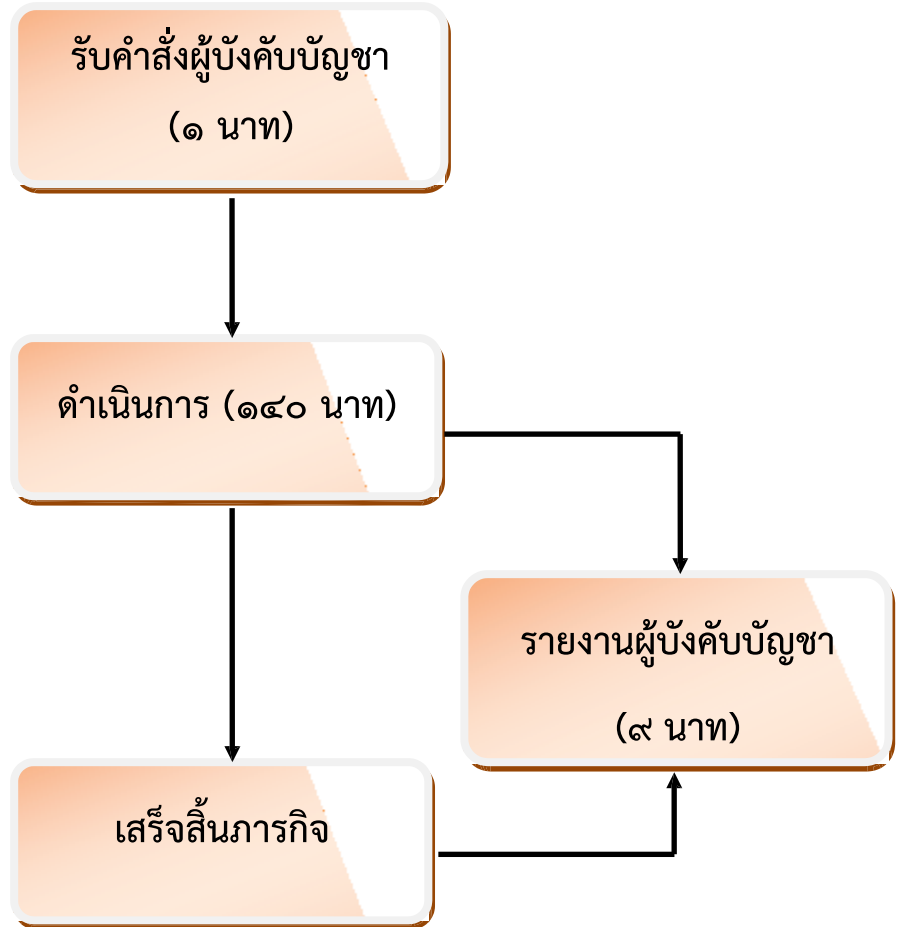 รับคำสั่งผู้บังคับบัญชา
(๑ นาท)
ดำเนินการ (๑๔๐ นาท)
รายงานผู้บังคับบัญชา
(๙ นาท)
เสร็จสิ้นภารกิจ